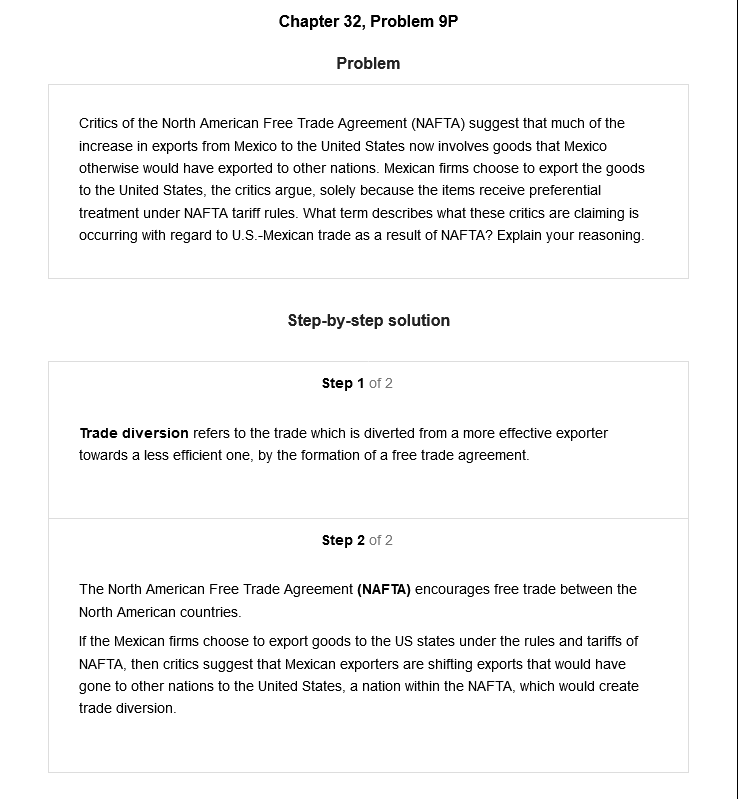 Chapter 32, Problem 9P
Problem
Critics of the North American Free Trade Agreement (NAFTA) suggest that much of the
increase in exports from Mexico to the United States now involves goods that Mexico
otherwise would have exported to other nations. Mexican firms choose to export the goods
to the United States, the critics argue, solely because the items receive preferential
treatment under NAFTA tariff rules. What term describes what these critics are claiming is
occurring with regard to U.S.-Mexican trade as a result of NAFTA? Explain your reasoning.
Step-by-step solution
Step 1 of 2
Trade diversion refers to the trade which is diverted from a more effective exporter
towards a less efficient one, by the formation of a free trade agreement.
Step 2 of 2
The North American Free Trade Agreement (NAFTA) encourages free trade between the
North American countries.
If the Mexican firms choose to export goods to the US states under the rules and tariffs of
NAFTA, then critics suggest that Mexican exporters are shifting exports that would have
gone to other nations to the United States, a nation within the NAFTA, which would create
trade diversion.